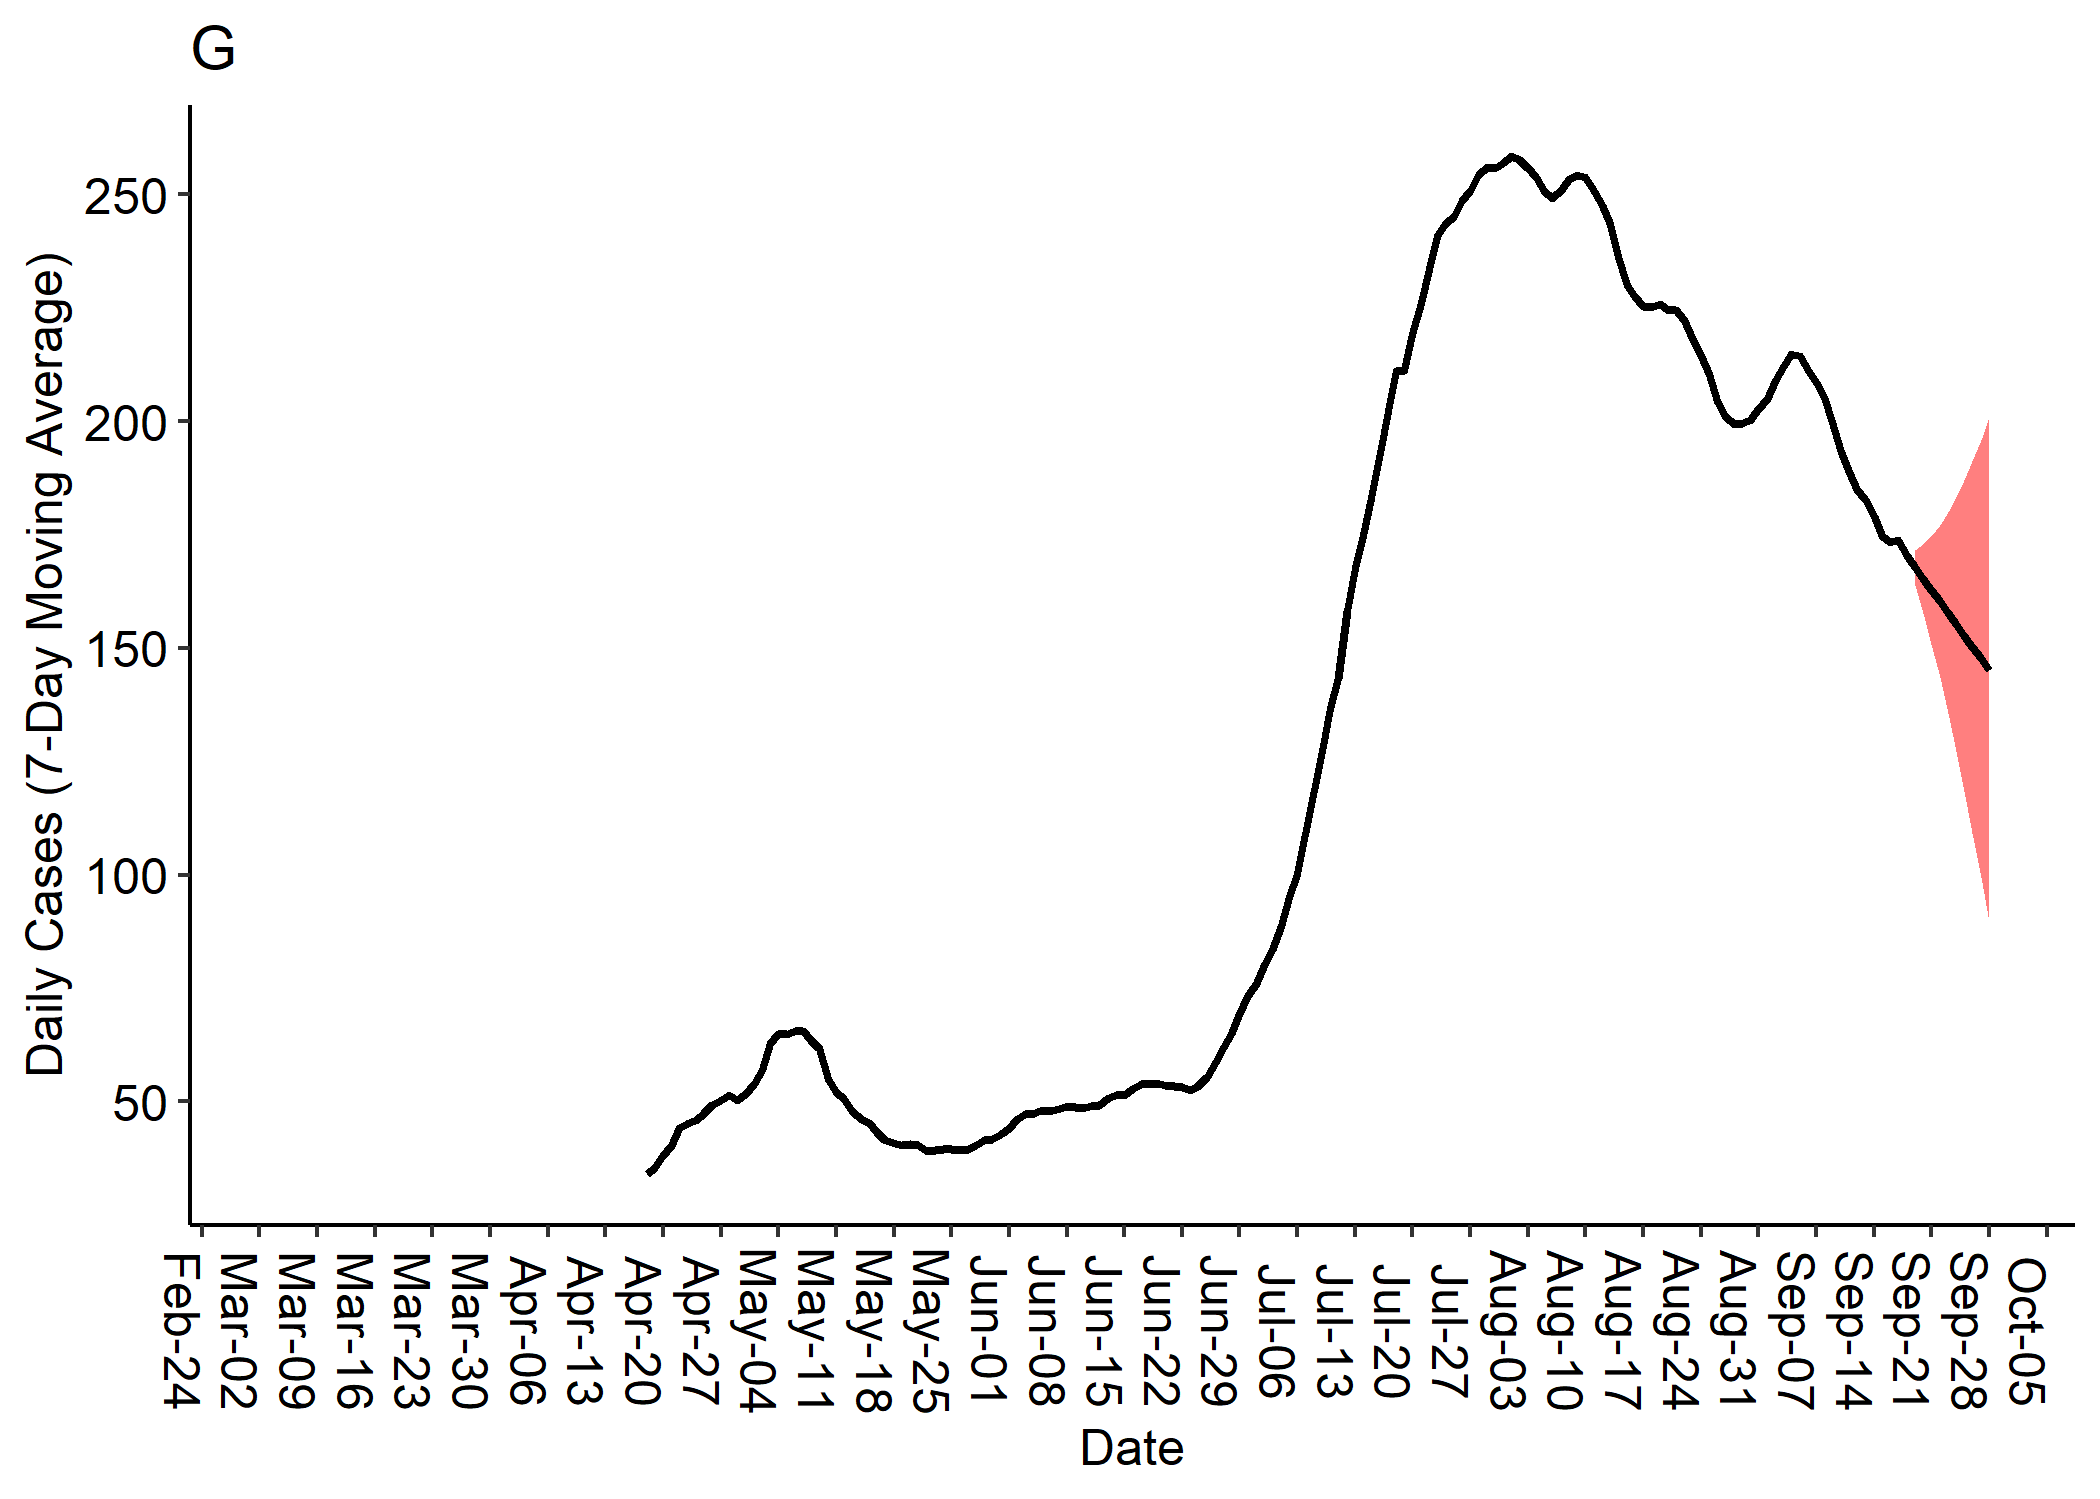 G
Daily Cases (7-Day Moving Average)
250
200
150
100
50
Feb-24
Mar-02
Mar-09
Mar-16
Mar-23
Mar-30
Apr-06
Apr-13
Apr-20
Apr-27
May-04
May-11
May-18
May-25
Jun-01
Jun-08
Jun-15
Jun-22
Jun-29
Jul-06
Jul-13
Jul-20
Jul-27
Aug-03
Aug-10
Aug-17
Aug-24
Aug-31
Sep-07
Sep-14
Sep-21
Sep-28
Oct-05
Date